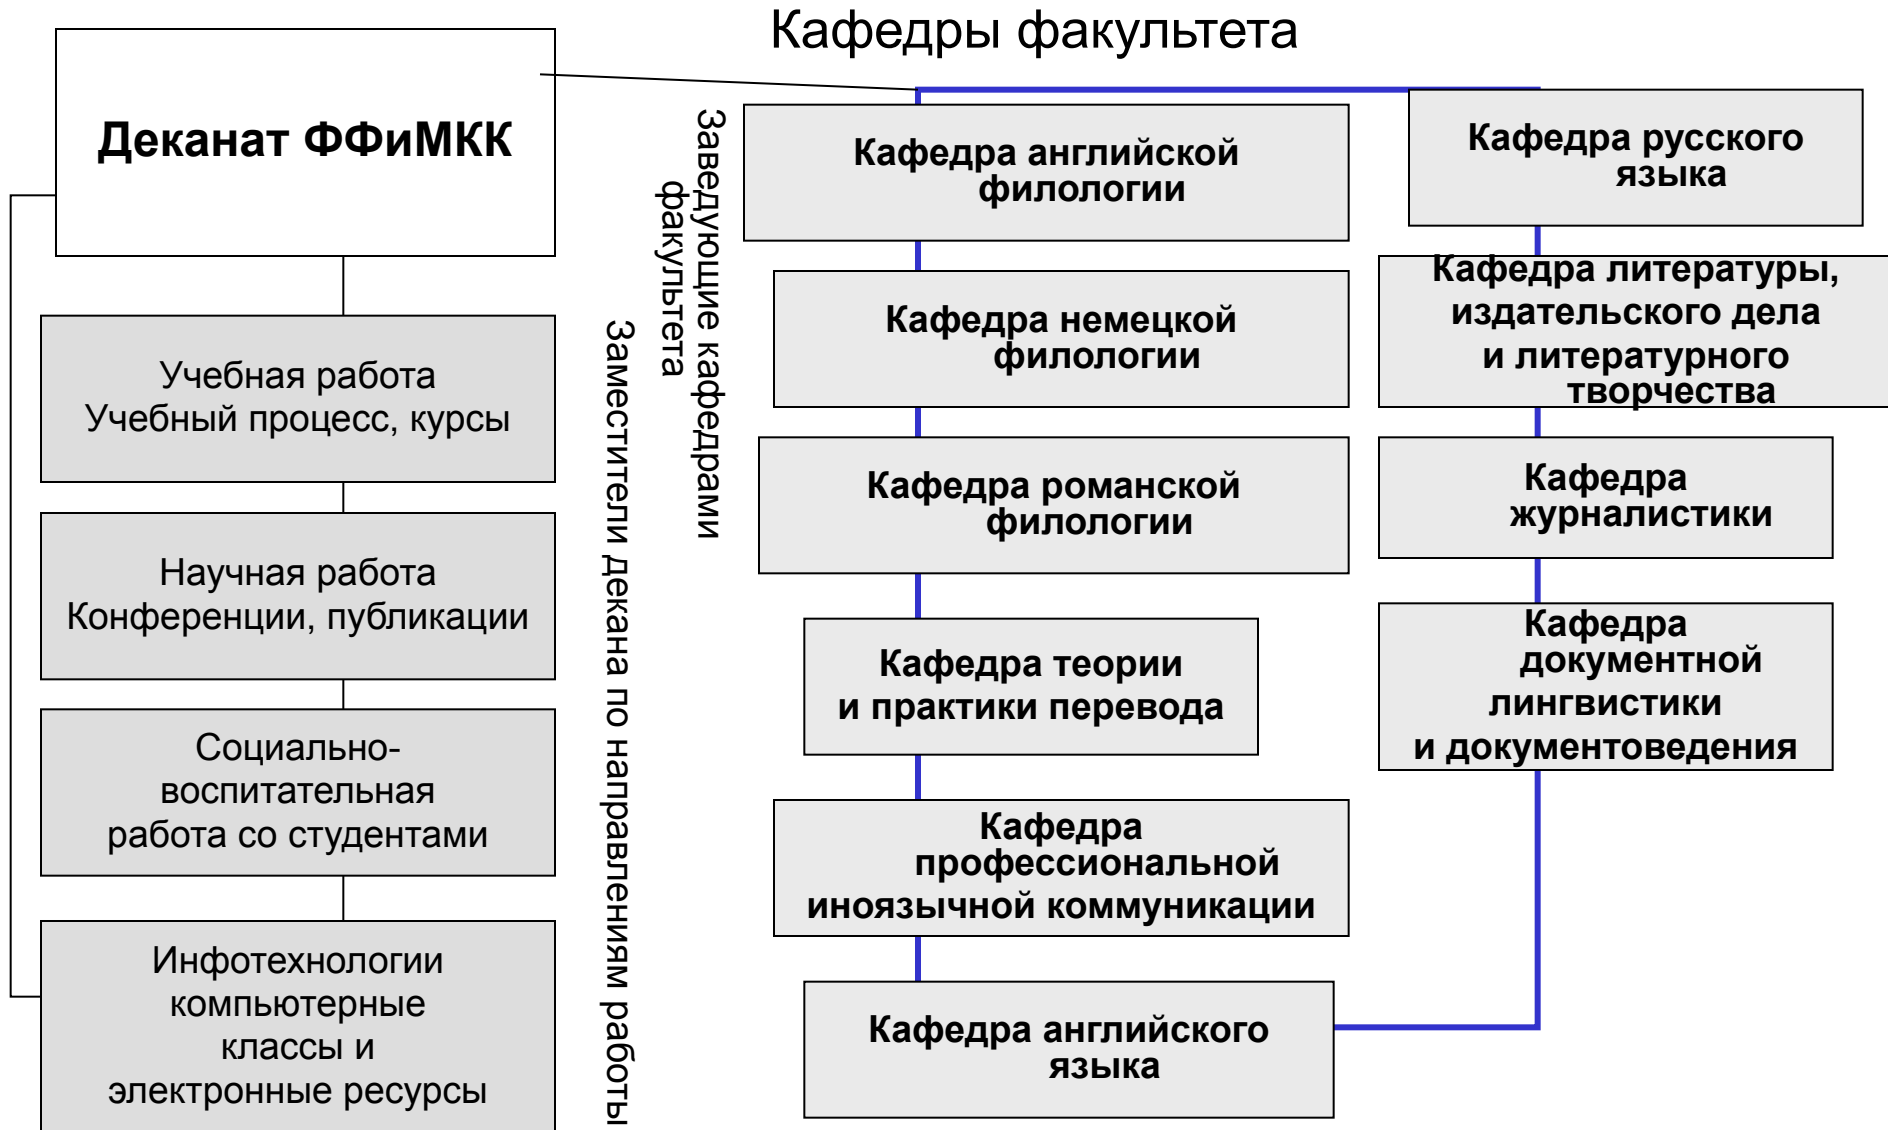 Кафедры факультета
Деканат ФФиМКК
Учебная работа
Учебный процесс, курсы
Научная работа
Конференции, публикации
Социально-
воспитательная
работа со студентами
Инфотехнологии
компьютерные
классы и
электронные ресурсы
Заместители декана по направлениям работы
Заведующие кафедрами
факультета
Кафедра английской
филологии
Кафедра немецкой
филологии
Кафедра романской
филологии
Кафедра теории
и практики перевода
Кафедра
профессиональной
иноязычной коммуникации
Кафедра английского
языка
Кафедра русского
языка
Кафедра литературы,
издательского дела
и литературного
творчества
Кафедра
журналистики
Кафедра
документной
лингвистики
и документоведения